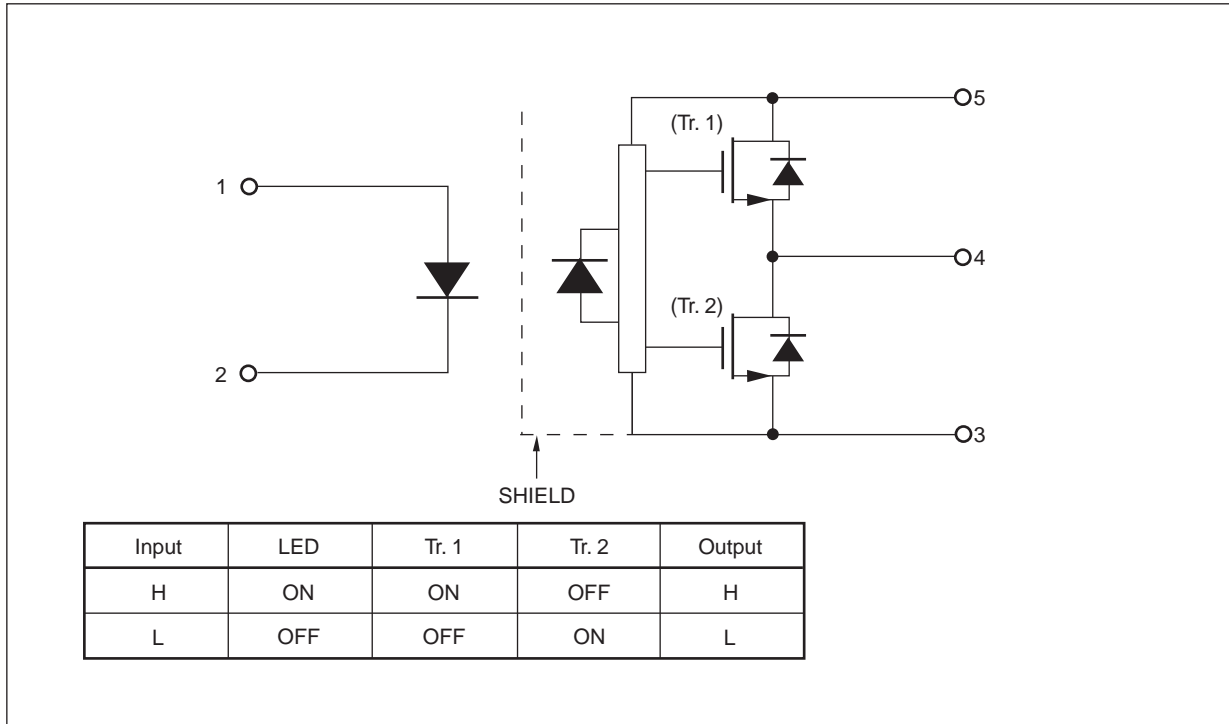 5
(Tr. 1)
1
4
(Tr. 2)
2
3
SHIELD
Input LED Tr. 1 Tr. 2 Output
H ON ON OFF H
L OFF OFF ON L